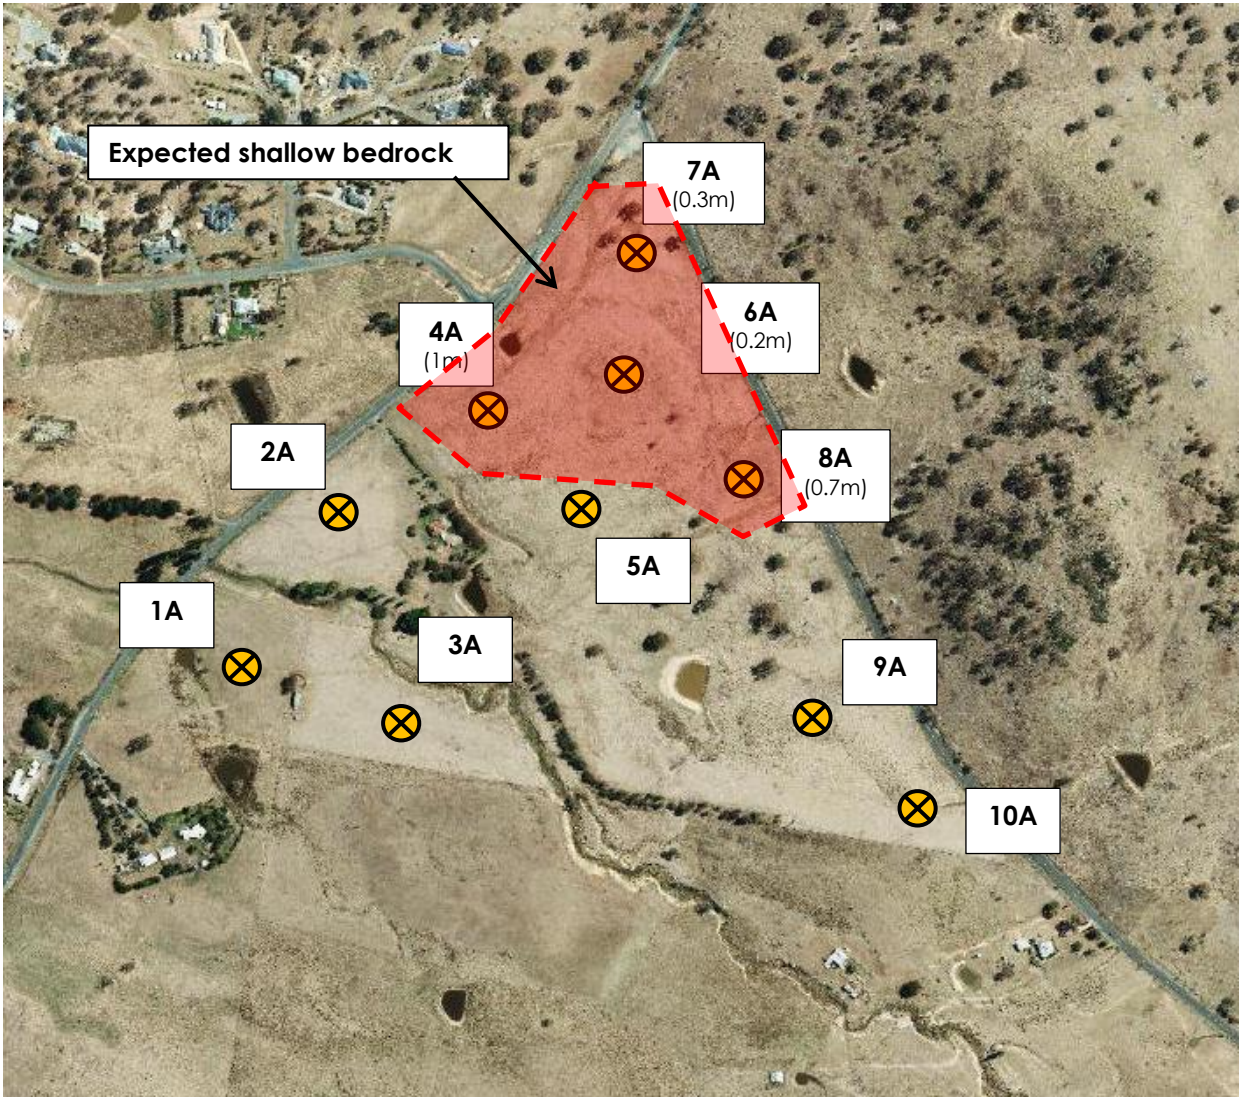 Expected shallow bedrock
7A
(0.3m)
6A
(0.2m)
4A
(1m)
2A
8A
(0.7m)
5A
1A
3A
9A
10A